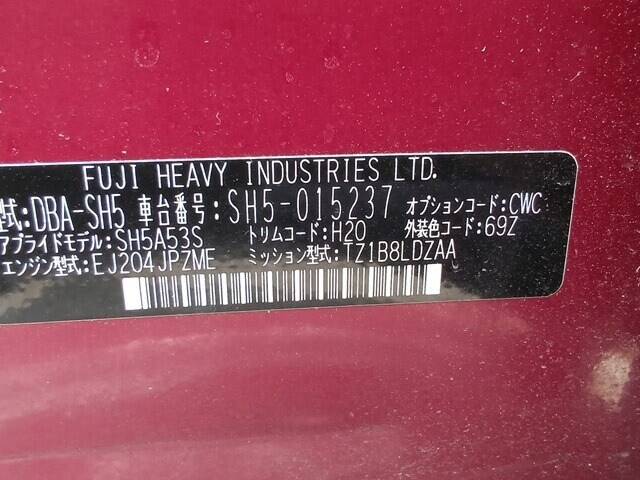 FUJI HEAVY INDUSTRIES LTD.
式:DBA-SH5 車台番号:SH5-015237 オプションコード:CWC
アプライドモデル:SH5A53S トリムコード:H20 外装色コード:69Z
エンジン型式:EJ204JPZME ミッション型式:TZ1B8LDZAA